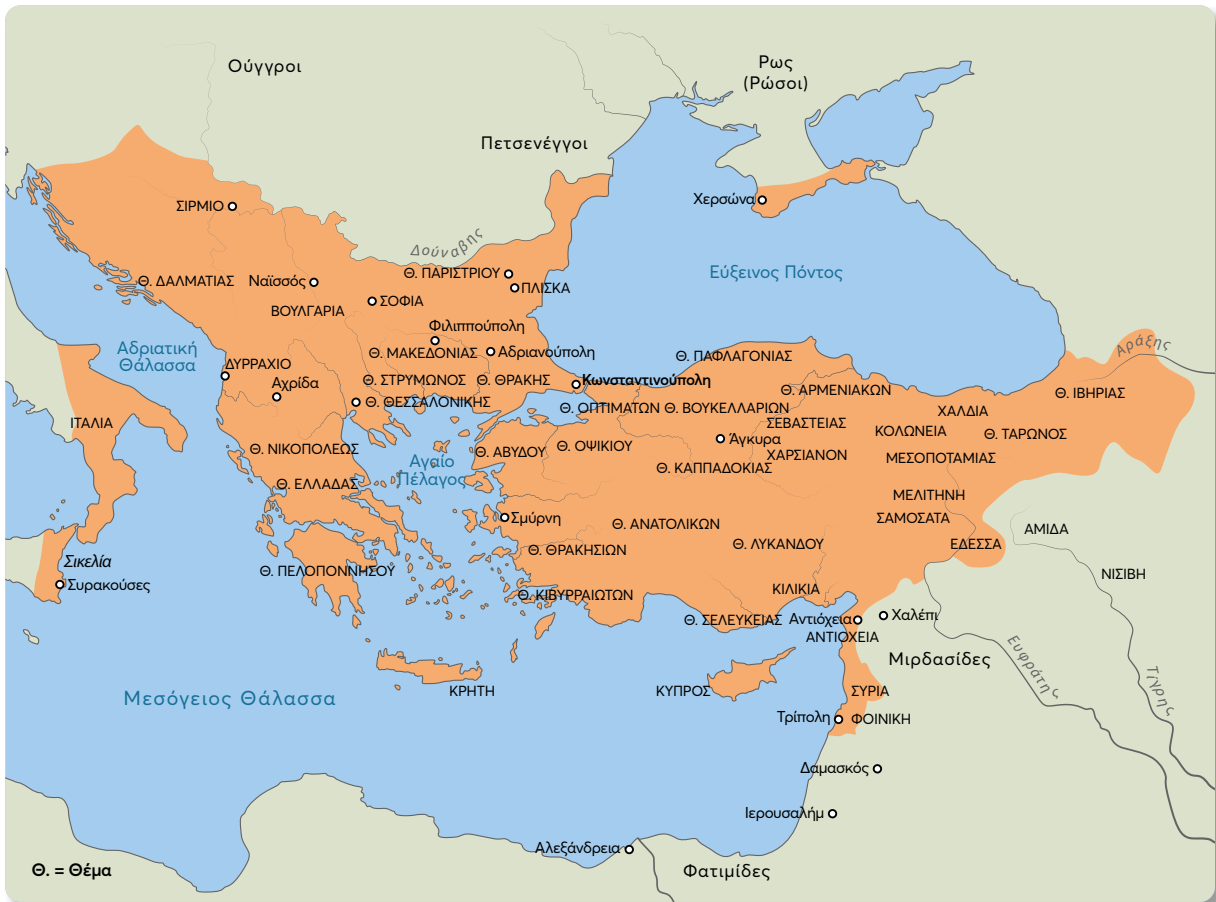 Ούγγροι
Ρως
(Ρώσοι)
Πετσενέγγοι
Χερσώνα
ΣΙΡΜΙΟ
Δούναβης
Εύξεινος Πόντος
Θ. ΔΑΛΜΑΤΙΑΣ
Ναϊσσός
Θ. ΠΑΡΙΣΤΡΙΟΥ
ΠΛΙΣΚΑ
ΣΟΦΙΑ
ΒΟΥΛΓΑΡΙΑ
Φιλιππούπολη
Αδριατική
Θάλασσα
Θ. ΜΑΚΕΔΟΝΙΑΣ
Αδριανούπολη
Θ. ΠΑΦΛΑΓΟΝΙΑΣ
Αράξης
ΔΥΡΡΑΧΙΟ
Αχρίδα
Θ. ΣΤΡΥΜΩΝΟΣ
Θ. ΘΡΑΚΗΣ
Κωνσταντινούπολη
Θ. ΑΡΜΕΝΙΑΚΩΝ
Θ. ΙΒΗΡΙΑΣ
Θ. ΘΕΣΣΑΛΟΝΙΚΗΣ
Θ. ΟΠΤΙΜΑΤΩΝ
Θ. ΒΟΥΚΕΛΛΑΡΙΩΝ
ΧΑΛΔΙΑ
ΙΤΑΛΙΑ
ΣΕΒΑΣΤΕΙΑΣ
ΚΟΛΩΝΕΙΑ
Θ. ΤΑΡΩΝΟΣ
Θ. ΝΙΚΟΠΟΛΕΩΣ
Θ. ΑΒΥΔΟΥ
Θ. ΟΨΙΚΙΟΥ
Άγκυρα
ΧΑΡΣΙΑΝΟΝ
ΜΕΣΟΠΟΤΑΜΙΑΣ
Αγαίο
Πέλαγος
Θ. ΚΑΠΠΑΔΟΚΙΑΣ
Θ. ΕΛΛΑΔΑΣ
ΜΕΛΙΤΗΝΗ
Σμύρνη
Θ. ΑΝΑΤΟΛΙΚΩΝ
ΣΑΜΟΣΑΤΑ
ΑΜΙΔΑ
Θ. ΘΡΑΚΗΣΙΩΝ
Θ. ΛΥΚΑΝΔΟΥ
ΕΔΕΣΣΑ
Σικελία
Συρακούσες
Θ. ΠΕΛΟΠΟΝΝΗΣΟΥ
ΝΙΣΙΒΗ
Θ. ΚΙΒΥΡΡΑΙΩΤΩΝ
ΚΙΛΙΚΙΑ
Θ. ΣΕΛΕΥΚΕΙΑΣ
Αντιόχεια
Χαλέπι
ΑΝΤΙΟΧΕΙΑ
Μιρδασίδες
Ευφράτης
Τίγρης
ΚΡΗΤΗ
ΚΥΠΡΟΣ
ΣΥΡΙΑ
Μεσόγειος Θάλασσα
Τρίπολη
ΦΟΙΝΙΚΗ
Δαμασκός
Ιερουσαλήμ
Αλεξάνδρεια
Φατιμίδες
Θ. = Θέμα